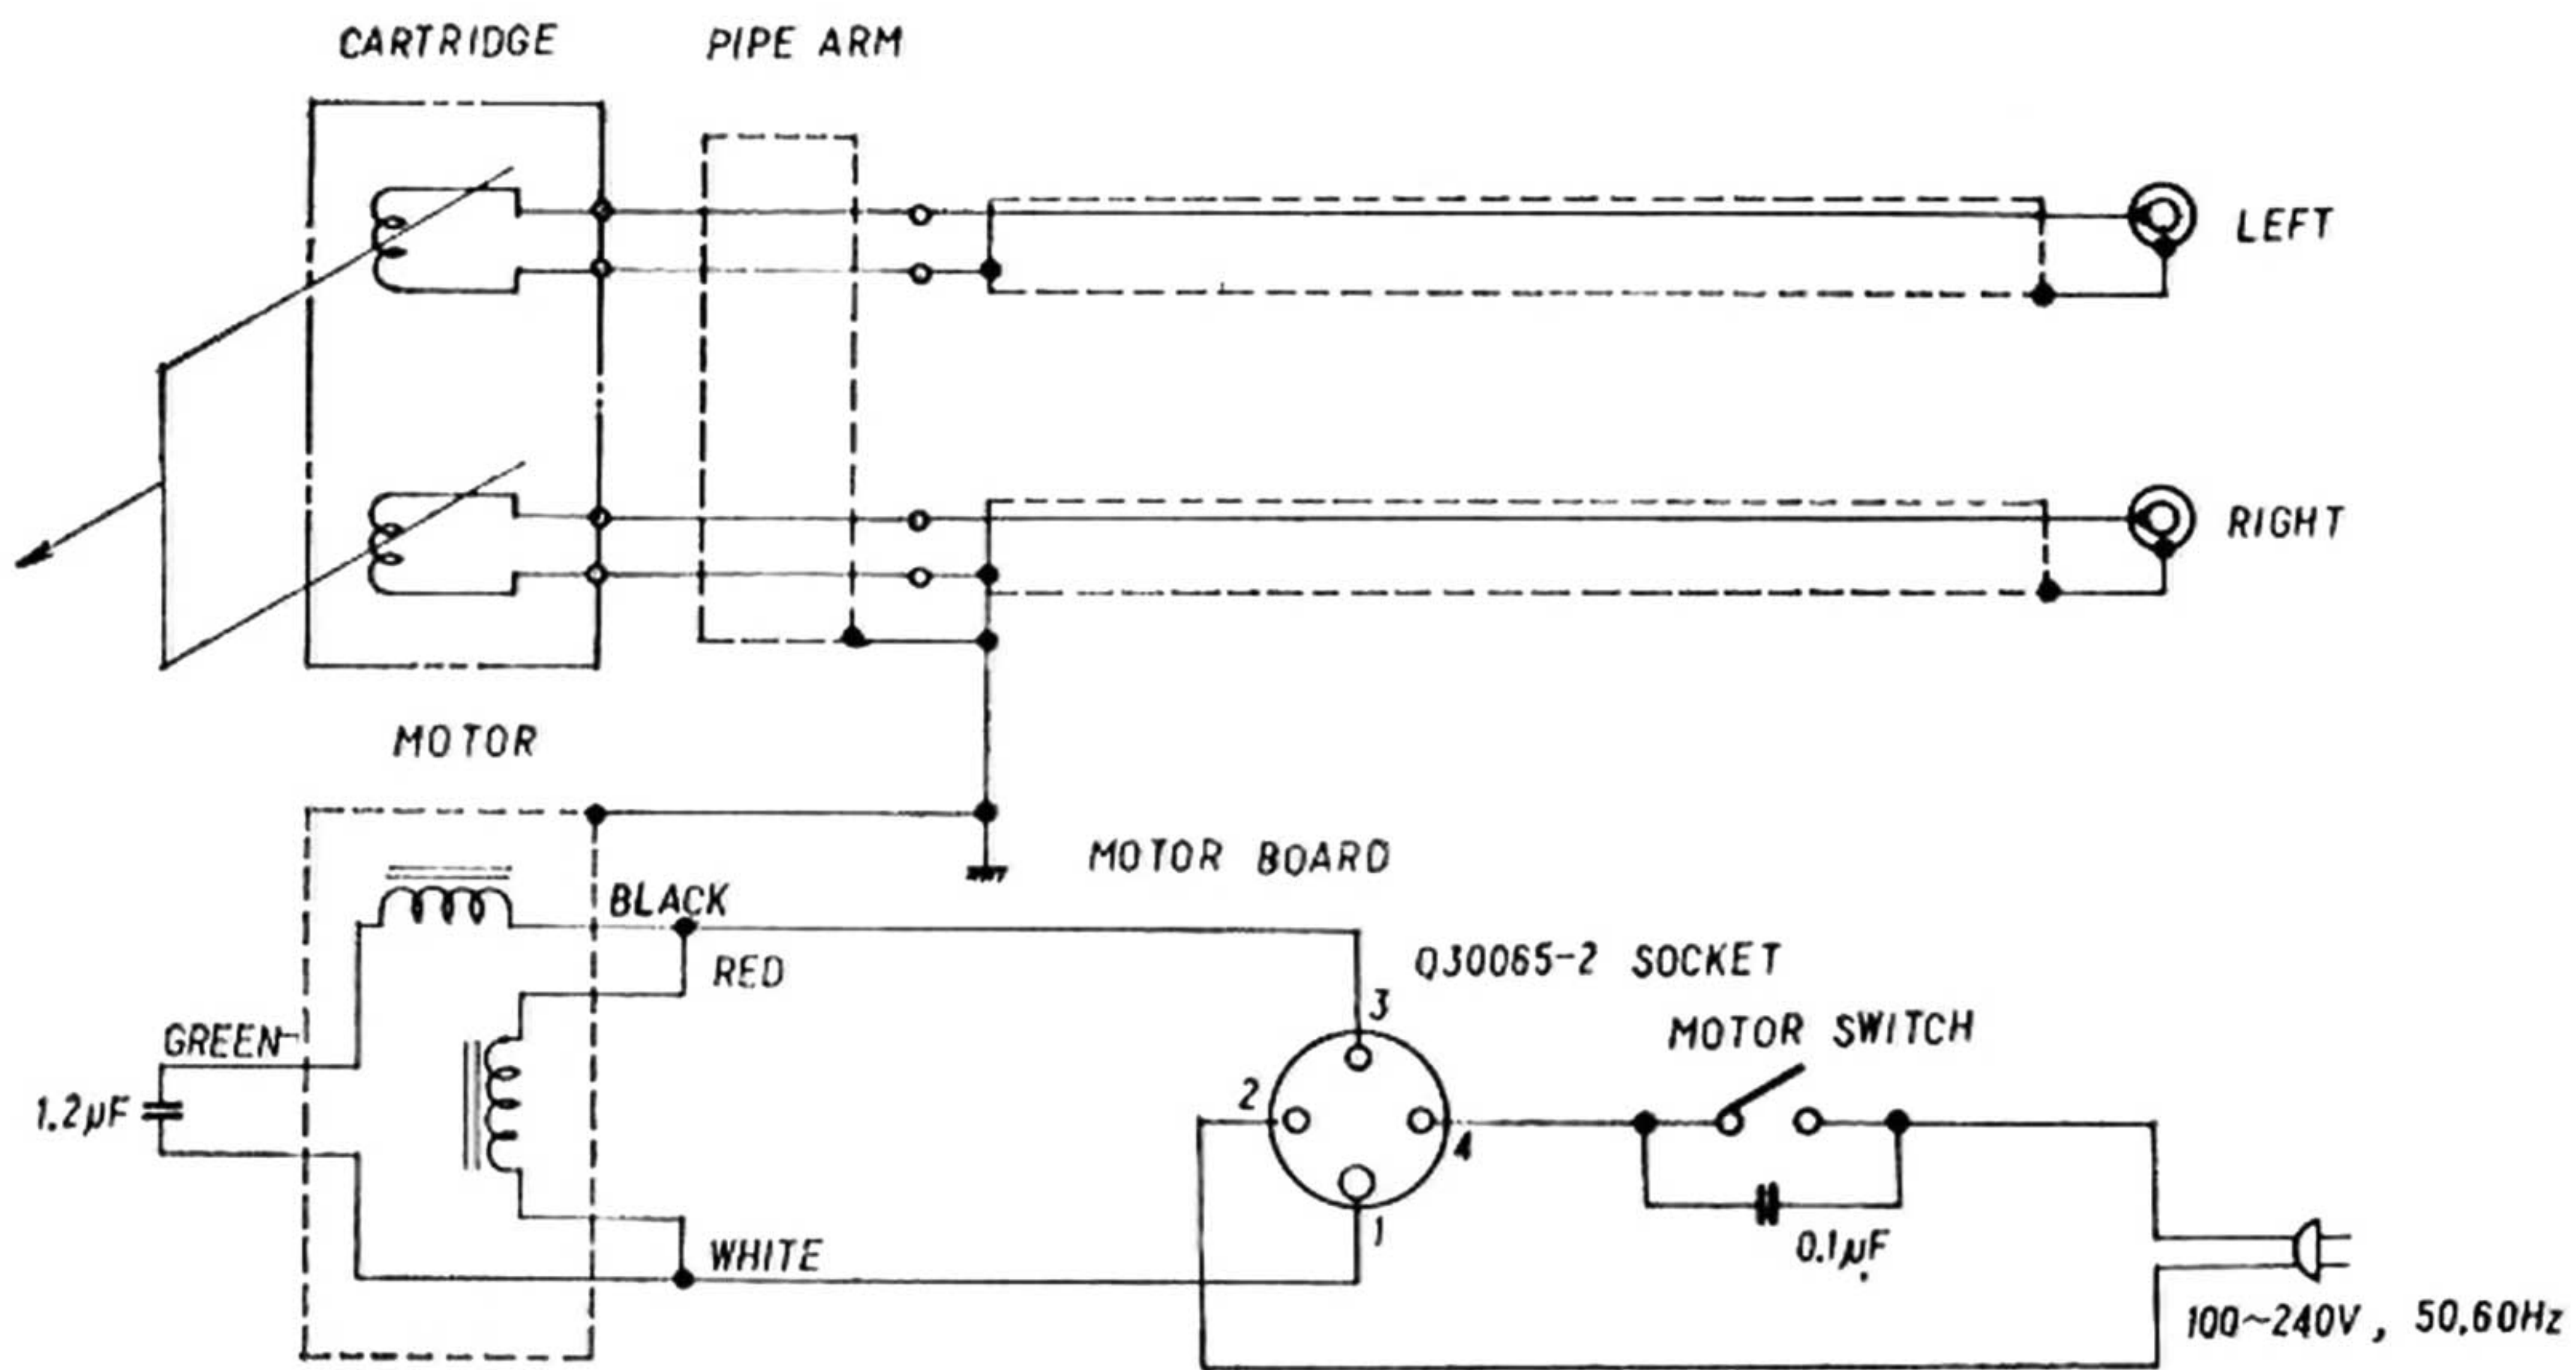 CARTRIDGE
PIPE ARM
LEFT
RIGHT
MOTOR
MOTOR BOARD
BLACK
RED
Q30065-2 SOCKET
3
GREEN
MOTOR SWITCH
2
1.2µF
4
1
0.1µF
WHITE
100~240V, 50,60Hz